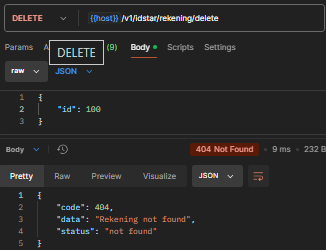 DELETE {{host}} /v1/idstar/rekening/delete
Params A DELETE (9) Body Scripts Settings
raw JSON
1 {
2 "id": 100
3 }
Body 404 Not Found • 9 ms • 232 B
Pretty Raw Preview Visualize JSON
1 {
2 "code": 404,
3 "data": "Rekening not found",
4 "status": "not found"
5 }